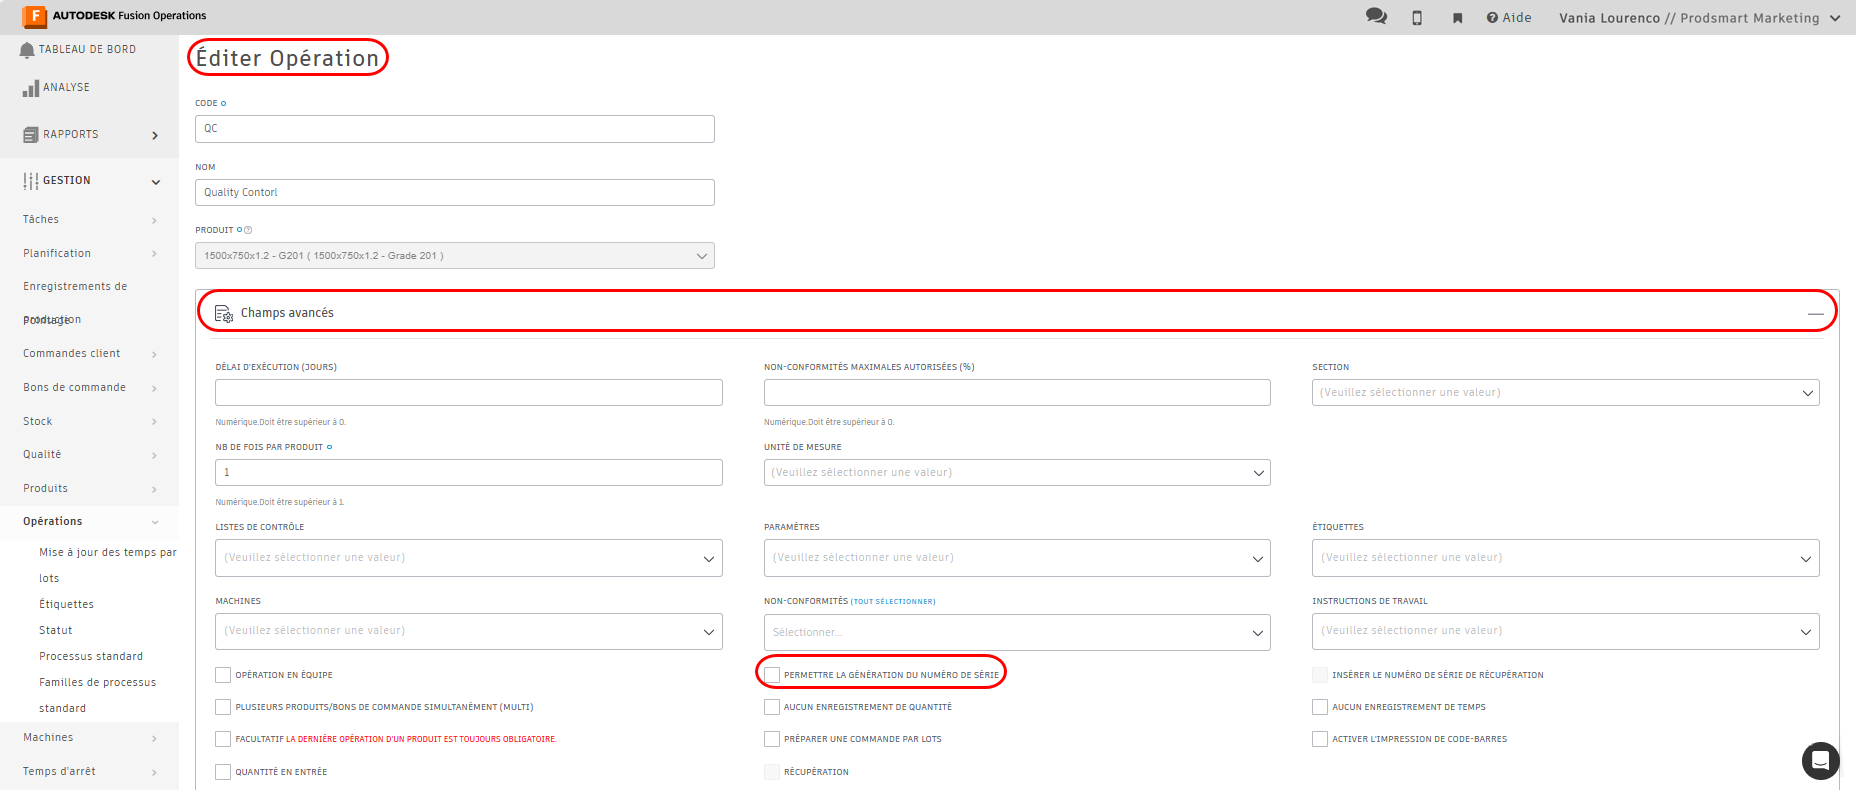 F AUTODESK Fusion Operations
Aide
Vania Lourenco // Prodsmart Marketing
TABLEAU DE BORD
ANALYSE
RAPPORTS
GESTION
Tâches
Planification
Enregistrements de
production
Pointage
Commandes client
Bons de commande
Stock
Qualité
Produits
Opérations
Mise à jour des temps par
lots
Étiquettes
Statut
Processus standard
Familles de processus
standard
Machines
Temps d'arrêt
Éditer Opération
CODE
QC
NOM
Quality Contorl
PRODUIT
1500x750x1.2 - G201 ( 1500x750x1.2 - Grade 201 )
Champs avancés
DÉLAI D'EXÉCUTION (JOURS)
Numérique.Doit être supérieur à 0.
NON-CONFORMITÉS MAXIMALES AUTORISÉES (%)
Numérique.Doit être supérieur à 0.
SECTION
(Veuillez sélectionner une valeur)
NB DE FOIS PAR PRODUIT
1
Numérique.Doit être supérieur à 1.
UNITÉ DE MESURE
(Veuillez sélectionner une valeur)
LISTES DE CONTRÔLE
(Veuillez sélectionner une valeur)
PARAMÈTRES
(Veuillez sélectionner une valeur)
ÉTIQUETTES
(Veuillez sélectionner une valeur)
MACHINES
(Veuillez sélectionner une valeur)
NON-CONFORMITÉS (TOUT SÉLECTIONNER)
Sélectionner...
INSTRUCTIONS DE TRAVAIL
(Veuillez sélectionner une valeur)
OPÉRATION EN ÉQUIPE
PERMETTRE LA GÉNÉRATION DU NUMÉRO DE SÉRIE
INSÉRER LE NUMÉRO DE SÉRIE DE RÉCUPÉRATION
PLUSIEURS PRODUITS/BONS DE COMMANDE SIMULTANÉMENT (MULTI)
AUCUN ENREGISTREMENT DE QUANTITÉ
AUCUN ENREGISTREMENT DE TEMPS
FACULTATIF LA DERNIÈRE OPÉRATION D'UN PRODUIT EST TOUJOURS OBLIGATOIRE.
PRÉPARER UNE COMMANDE PAR LOTS
ACTIVER L'IMPRESSION DE CODE-BARRES
QUANTITÉ EN ENTRÉE
RÉCUPÉRATION